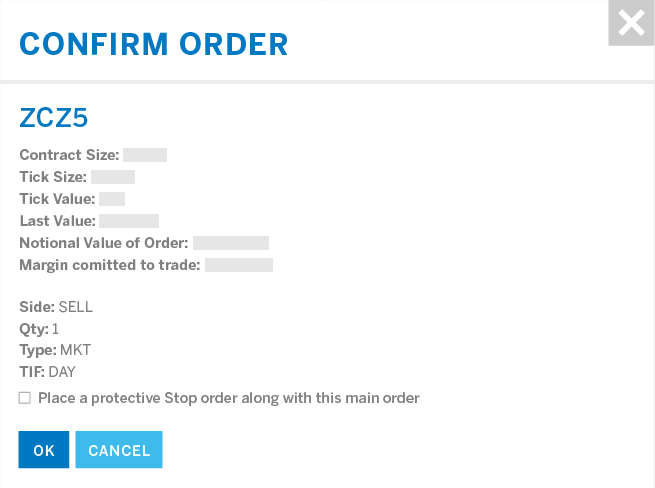 CONFIRM ORDER
ZCZ5
Contract Size:
Tick Size:
Tick Value:
Last Value:
Notional Value of Order:
Margin comitted to trade:
Side: SELL
Qty: 1
Type: MKT
TIF: DAY
Place a protective Stop order along with this main order
OK
CANCEL